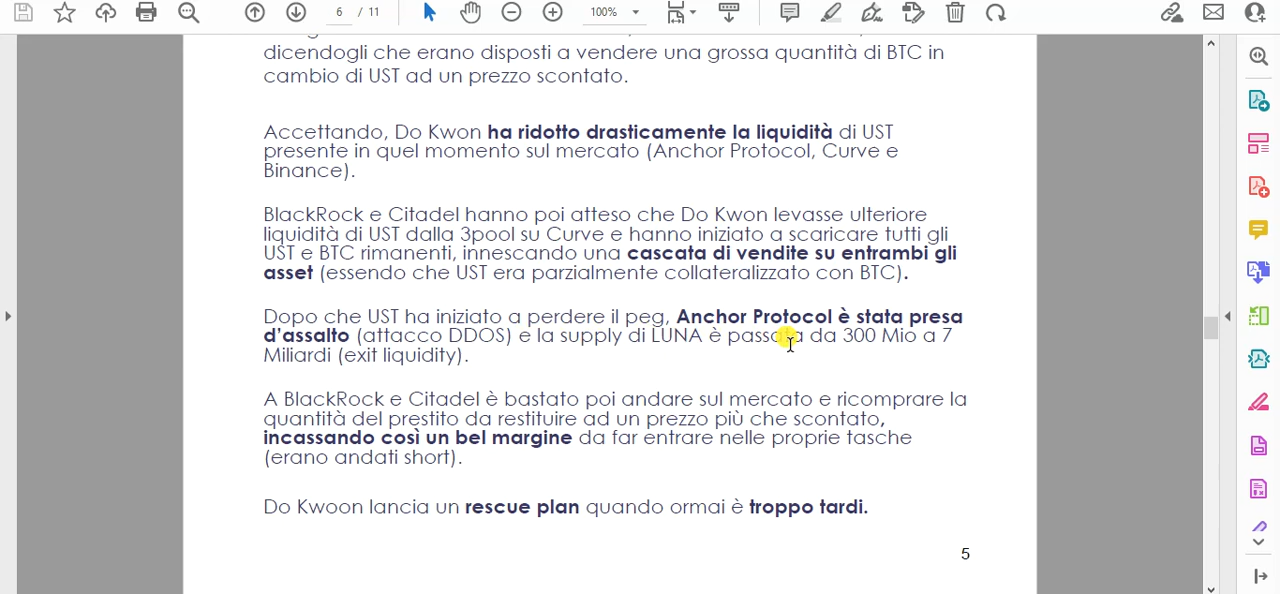 6 / 11
100%
dicendogli che erano disposti a vendere una grossa quantità di BTC in
cambio di UST ad un prezzo scontato.
Accettando, Do Kwon ha ridotto drasticamente la liquidità di UST
presente in quel momento sul mercato (Anchor Protocol, Curve e
Binance).
BlackRock e Citadel hanno poi atteso che Do Kwon levasse ulteriore
liquidità di UST dalla 3pool su Curve e hanno iniziato a scaricare tutti gli
UST e BTC rimanenti, innescando una cascata di vendite su entrambi gli
asset (essendo che UST era parzialmente collateralizzato con BTC).
Dopo che UST ha iniziato a perdere il peg, Anchor Protocol è stata presa
d'assalto (attacco DDOS) e la supply di LUNA è passata da 300 Mio a 7
Miliardi (exit liquidity).
A BlackRock e Citadel è bastato poi andare sul mercato e ricomprare la
quantità del prestito da restituire ad un prezzo più che scontato,
incassando così un bel margine da far entrare nelle proprie tasche
(erano andati short).
Do Kwoon lancia un rescue plan quando ormai è troppo tardi.
5